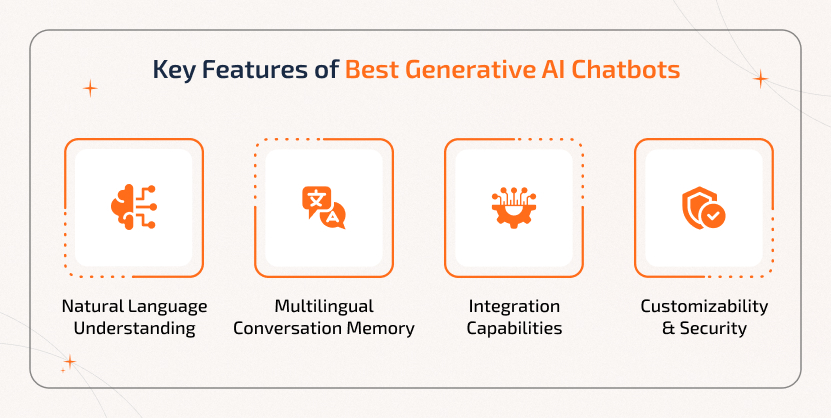 Key Features of Best Generative AI Chatbots
Natural Language
Understanding
Multilingual
Conversation Memory
Integration
Capabilities
Customizability
& Security